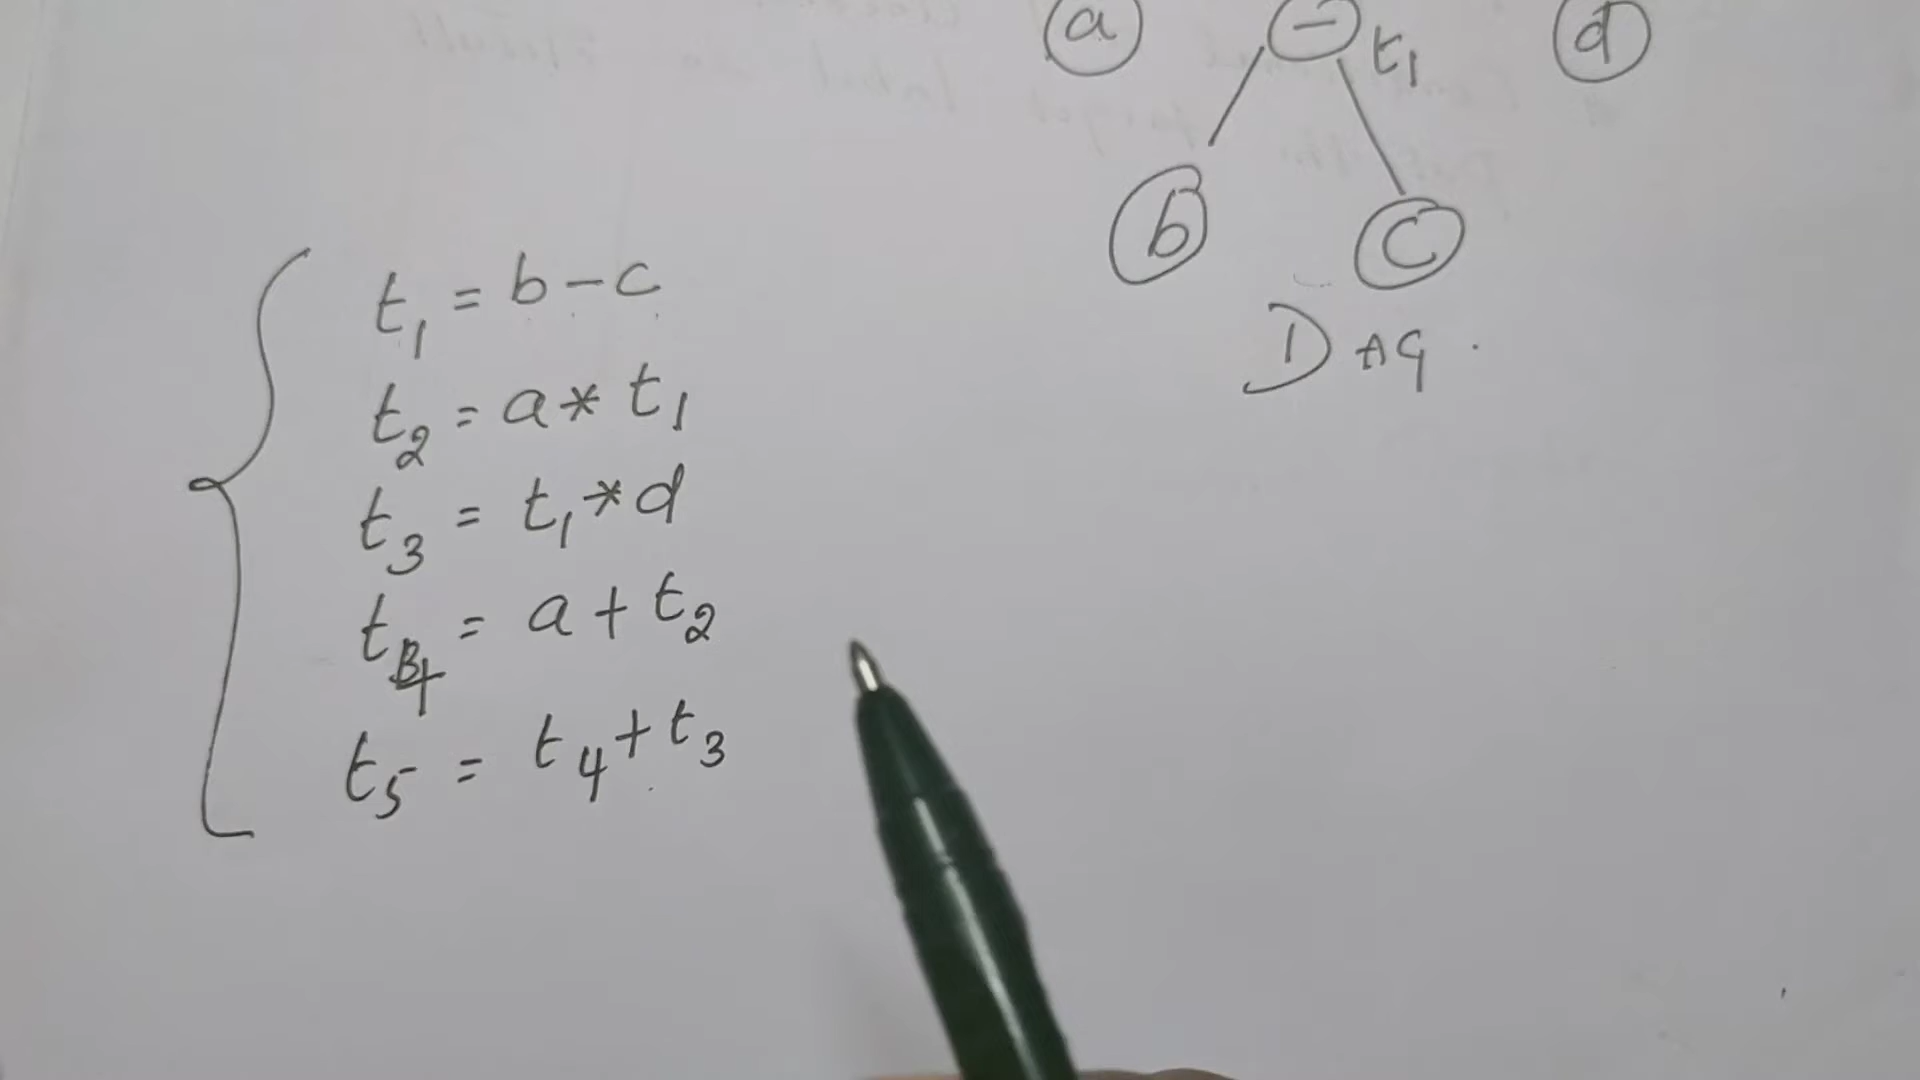 a - t1 d
b c
DAG.
t1 = b - c
t2 = a * t1
t3 = t1 * d
t4 = a + t2
t5 = t4 + t3